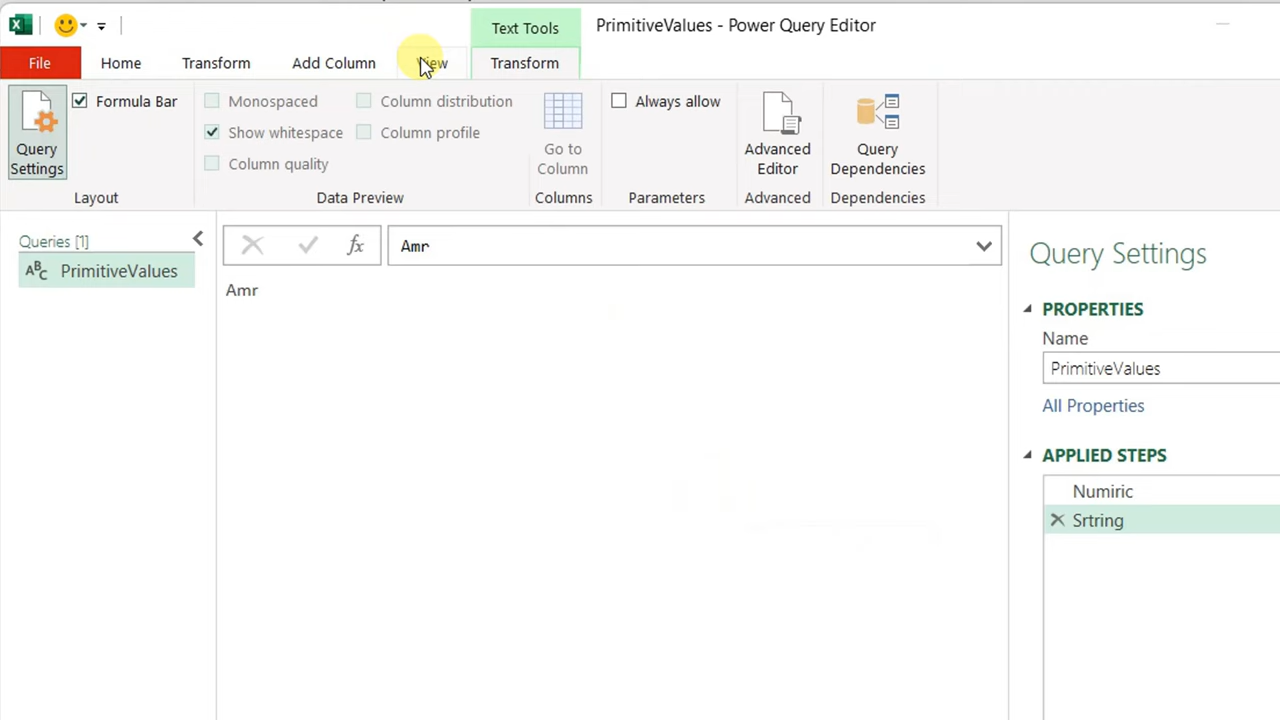 Text Tools
PrimitiveValues - Power Query Editor
File
Home
Transform
Add Column
View
Transform
Query Settings
Formula Bar
Layout
Monospaced
Show whitespace
Column quality
Column distribution
Column profile
Data Preview
Go to Column
Columns
Always allow
Parameters
Advanced Editor
Advanced
Query Dependencies
Dependencies
Queries [1]
ABC PrimitiveValues
fx
Amr
Amr
Query Settings
PROPERTIES
Name
PrimitiveValues
All Properties
APPLIED STEPS
Numiric
Srtring